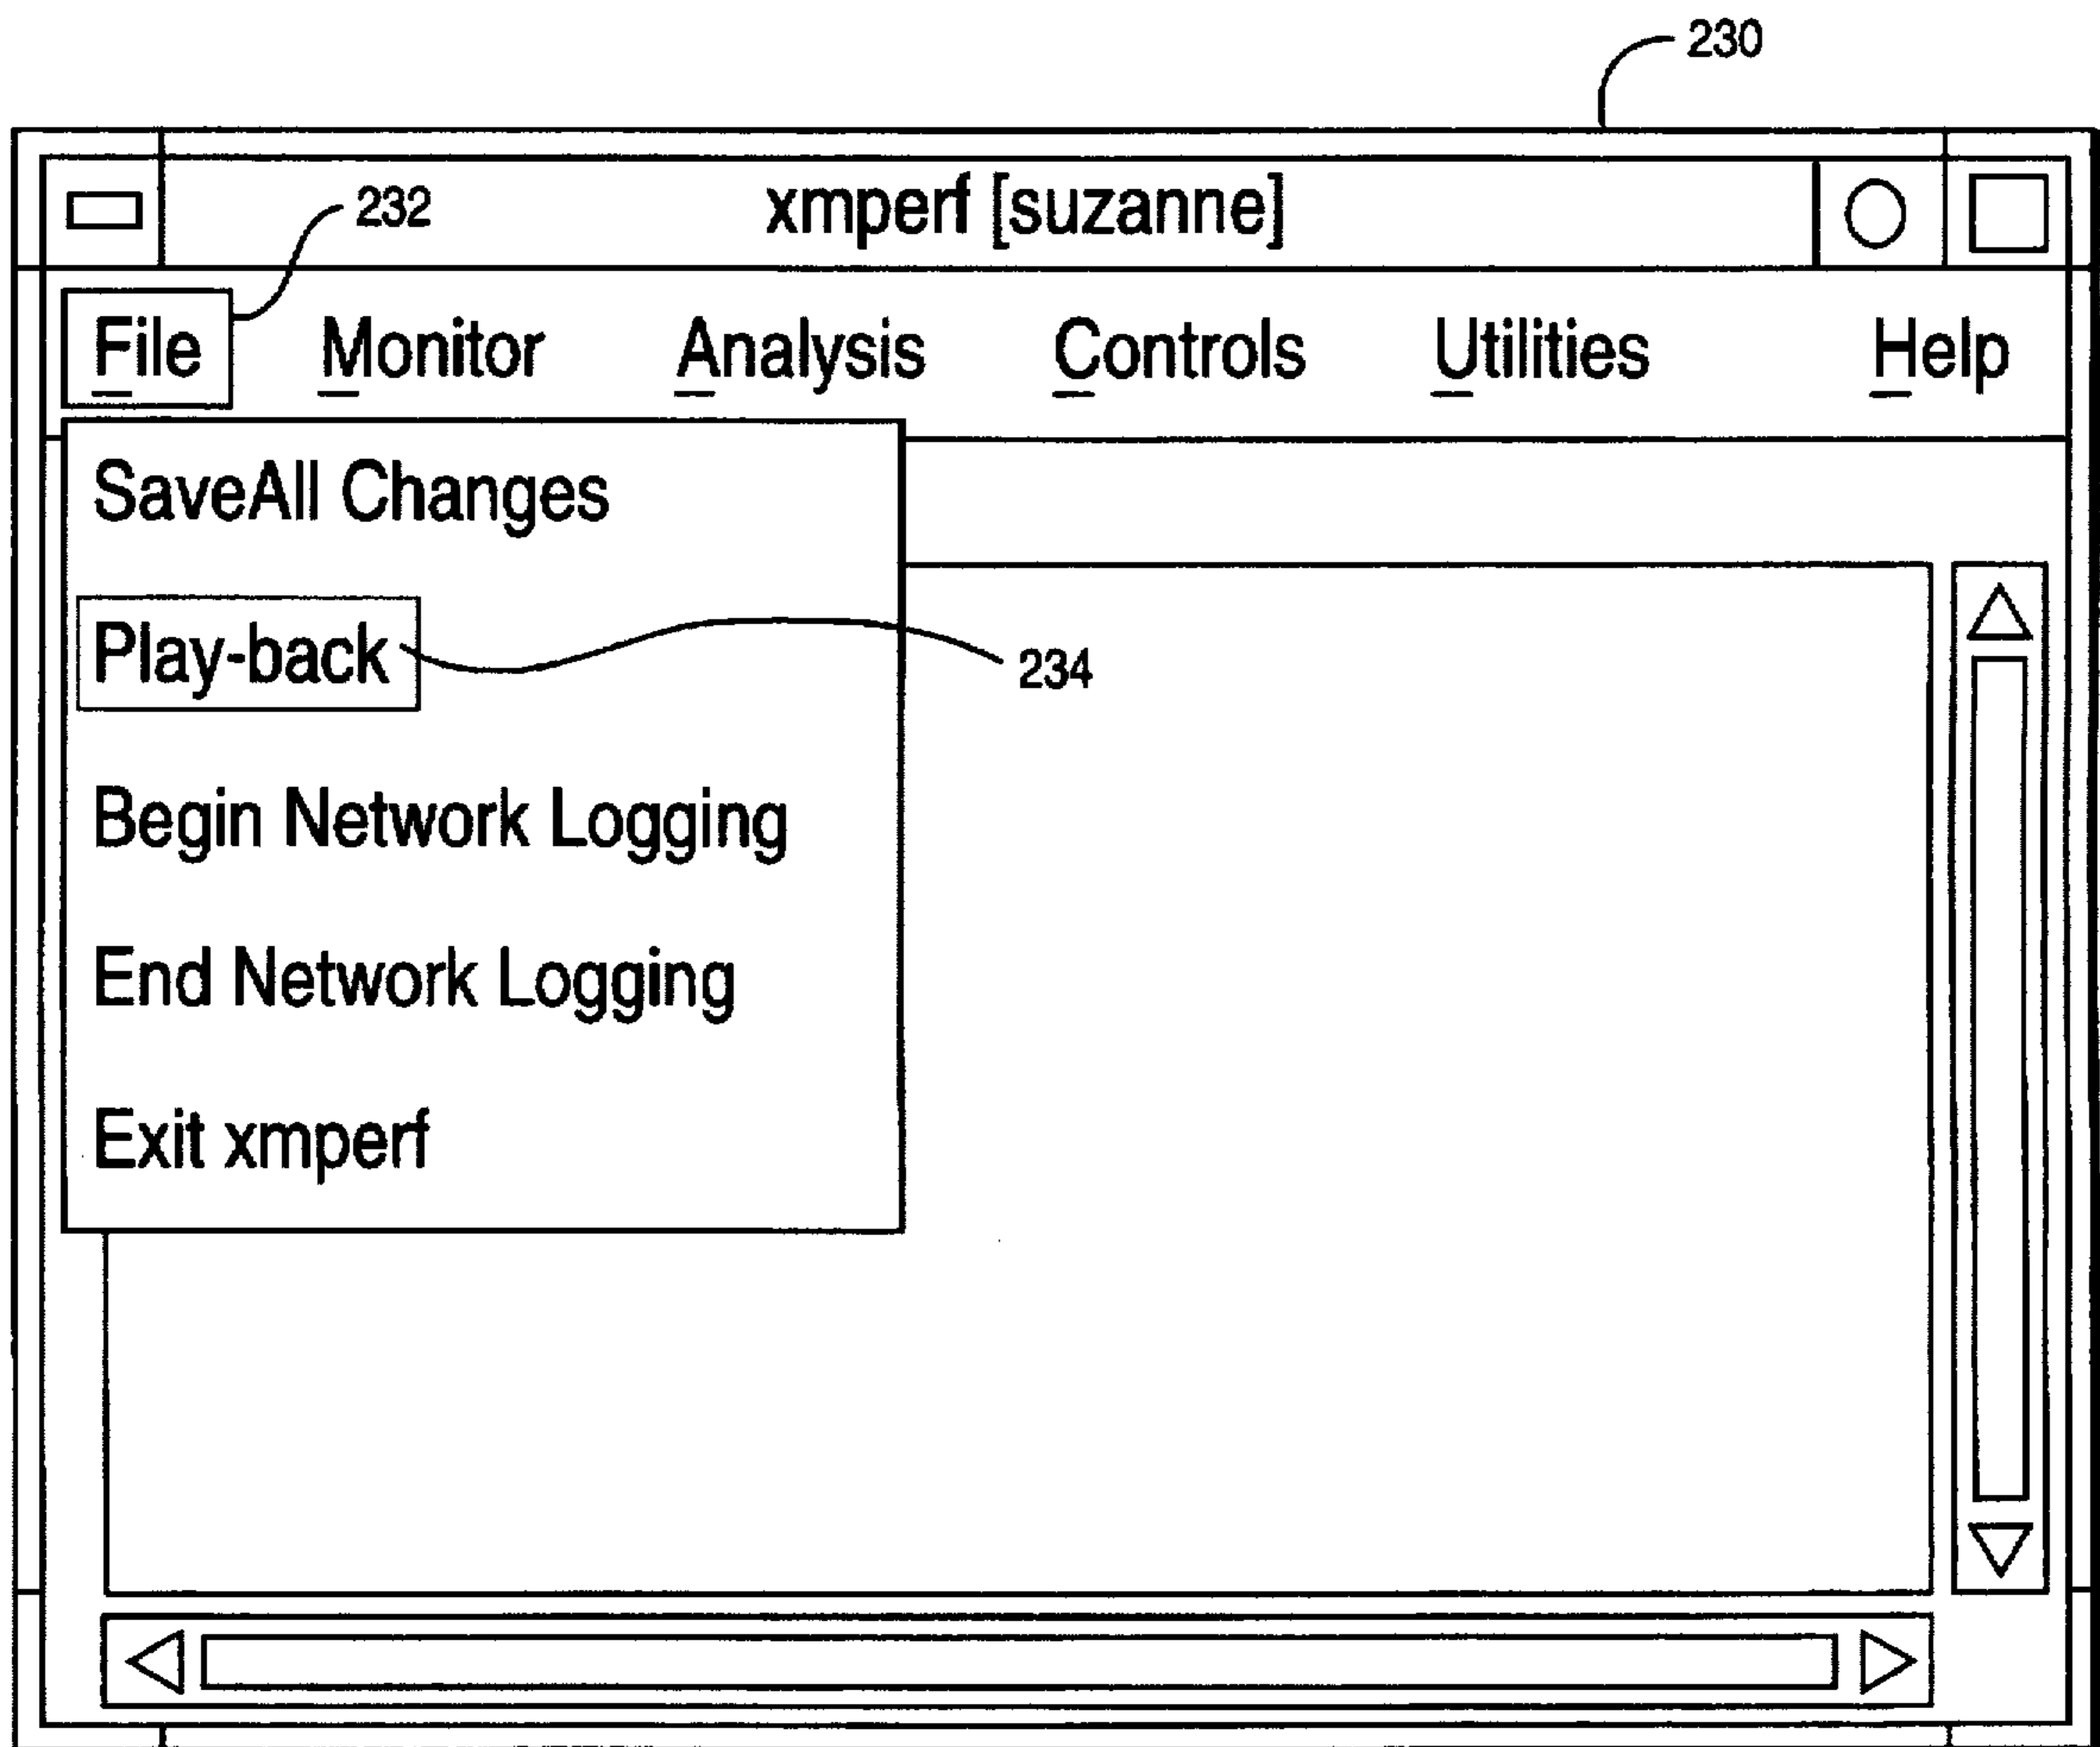 230
xmperf [suzanne]
232
File Monitor Analysis Controls Utilities Help
SaveAll Changes
Play-back
234
Begin Network Logging
End Network Logging
Exit xmperf